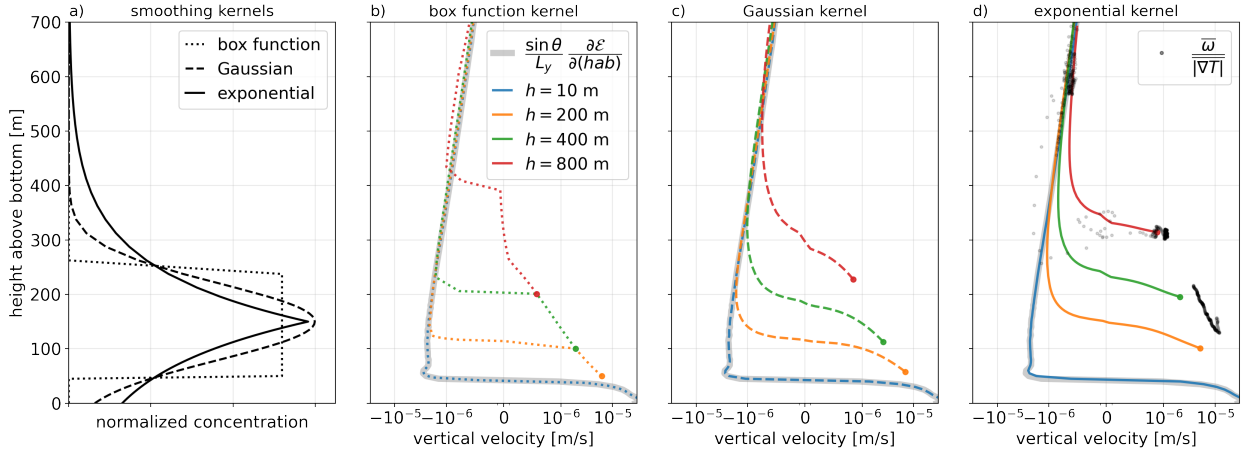 a) smoothing kernels
b) box function kernel
c) Gaussian kernel
d) exponential kernel
height above bottom [m]
700
600
500
400
300
200
100
0
box function
Gaussian
exponential
normalized concentration
sin θ / L_y ∂ℰ / ∂(hab)
h = 10 m
h = 200 m
h = 400 m
h = 800 m
ω̅ / |∇T|̅
−10⁻⁵ −10⁻⁶ 0 10⁻⁶ 10⁻⁵
vertical velocity [m/s]
−10⁻⁵ −10⁻⁶ 0 10⁻⁶ 10⁻⁵
vertical velocity [m/s]
−10⁻⁵ −10⁻⁶ 0 10⁻⁶ 10⁻⁵
vertical velocity [m/s]